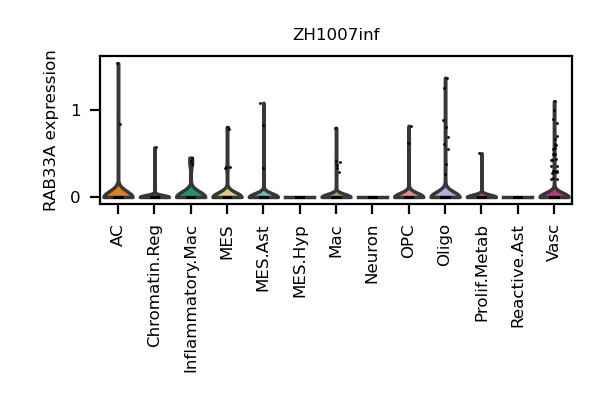 ZH1007inf
RAB33A expression
1
0
AC
Chromatin.Reg
Inflammatory.Mac
MES
MES.Ast
MES.Hyp
Mac
Neuron
OPC
Oligo
Prolif.Metab
Reactive.Ast
Vasc